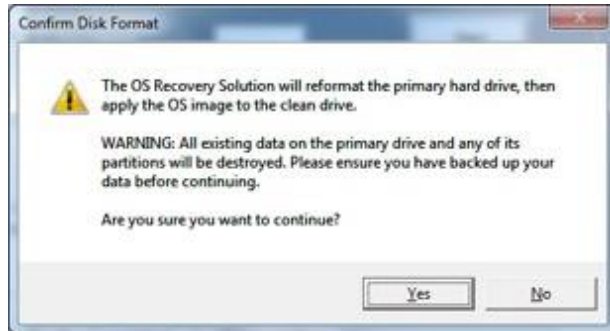 Confirm Disk Format
The OS Recovery Solution will reformat the primary hard drive, then
apply the OS image to the clean drive.
WARNING: All existing data on the primary drive and any of its
partitions will be destroyed. Please ensure you have backed up your
data before continuing.
Are you sure you want to continue?
Yes
No